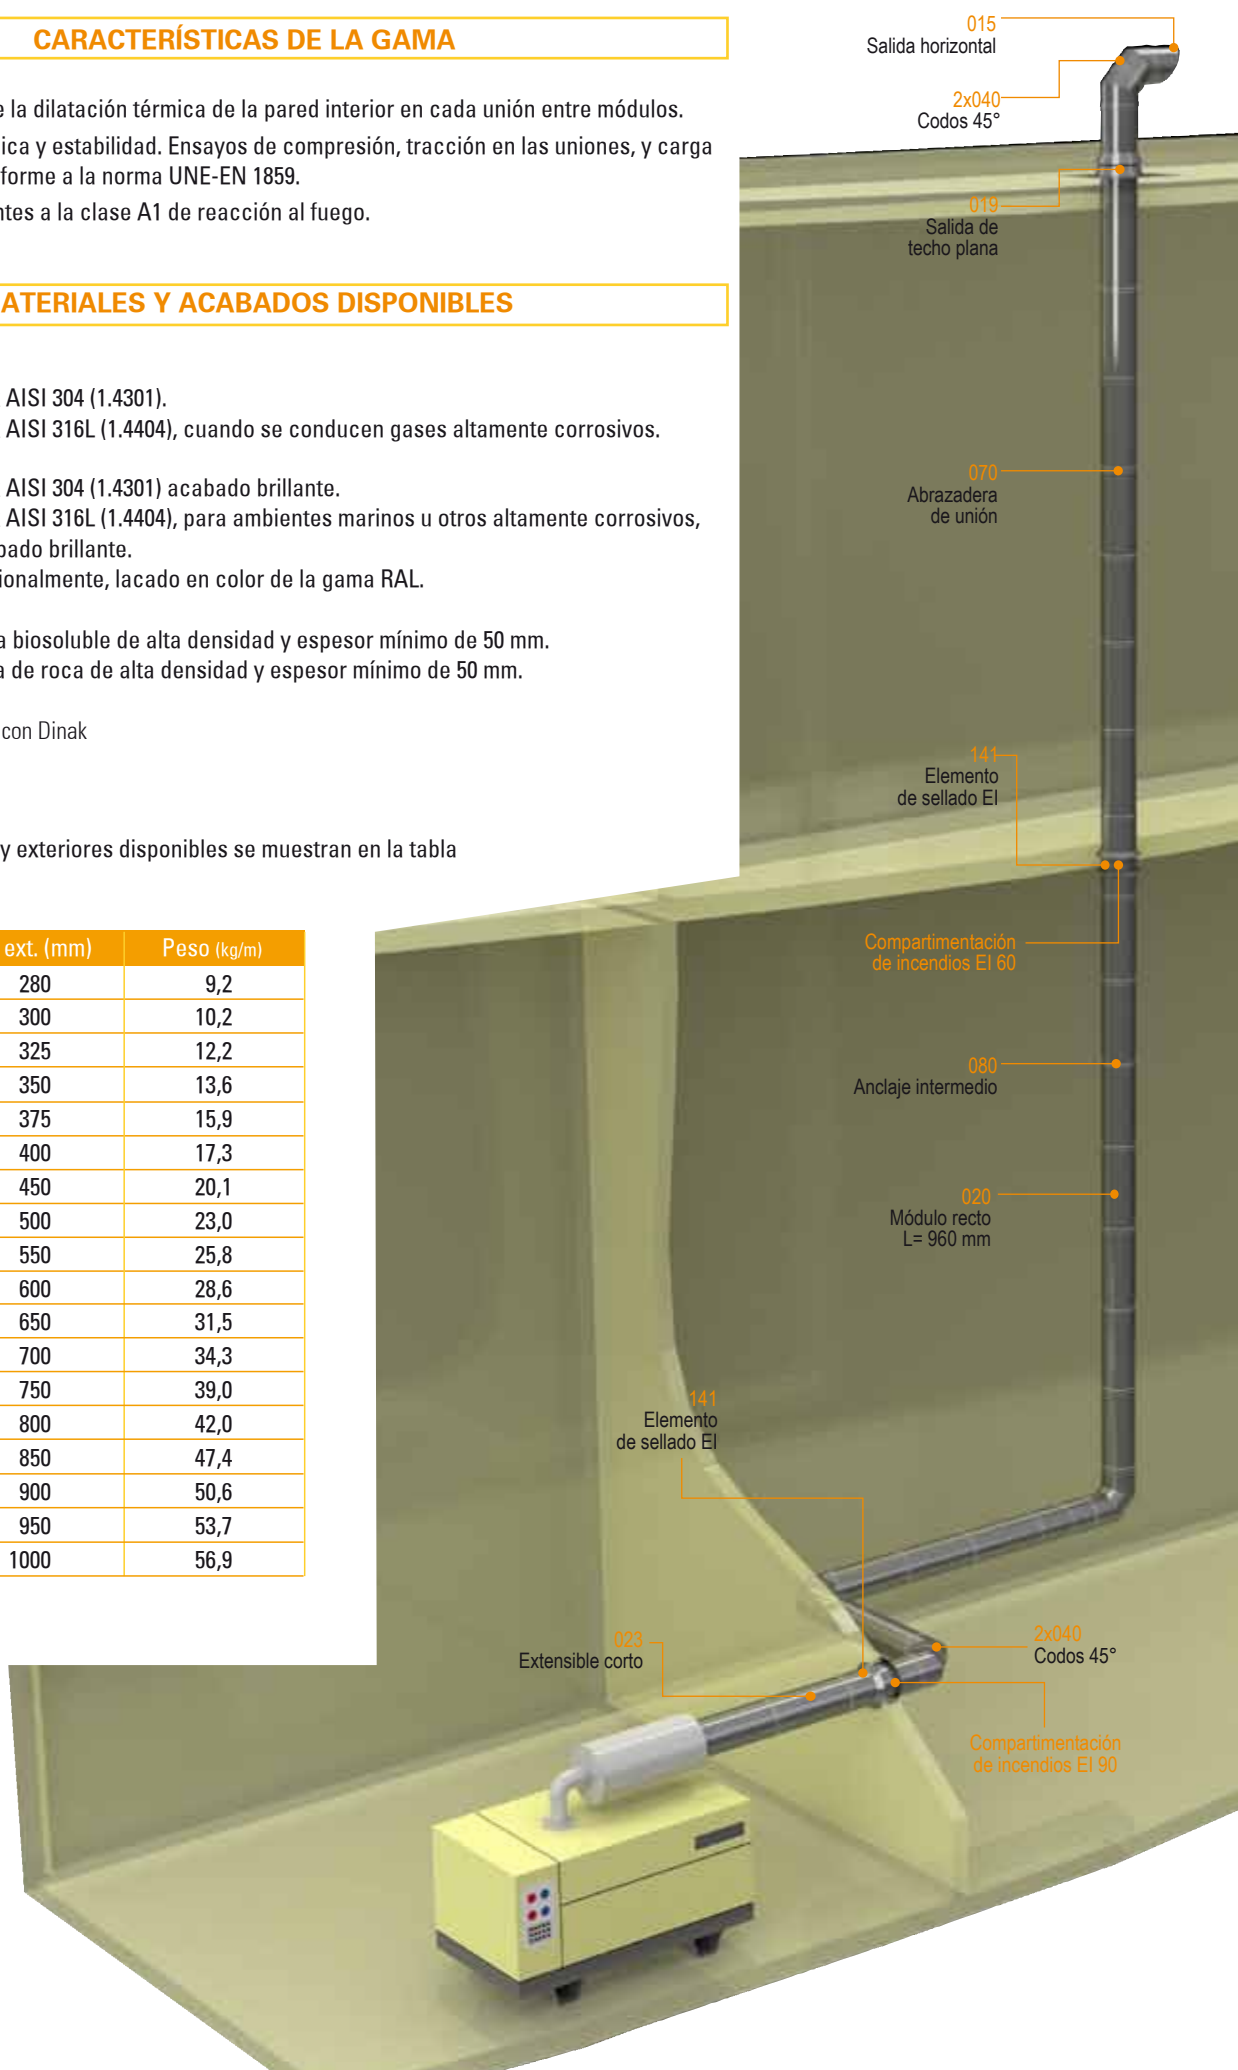 CARACTERÍSTICAS DE LA GAMA
e la dilatación térmica de la pared interior en cada unión entre módulos.
ica y estabilidad. Ensayos de compresión, tracción en las uniones, y carga
forme a la norma UNE-EN 1859.
ntes a la clase A1 de reacción al fuego.
ATERIALES Y ACABADOS DISPONIBLES
AISI 304 (1.4301).
AISI 316L (1.4404), cuando se conducen gases altamente corrosivos.
AISI 304 (1.4301) acabado brillante.
AISI 316L (1.4404), para ambientes marinos u otros altamente corrosivos,
bado brillante.
ionalmente, lacado en color de la gama RAL.
a biosoluble de alta densidad y espesor mínimo de 50 mm.
a de roca de alta densidad y espesor mínimo de 50 mm.
con Dinak
y exteriores disponibles se muestran en la tabla
ext. (mm) Peso (kg/m)
280 9,2
300 10,2
325 12,2
350 13,6
375 15,9
400 17,3
450 20,1
500 23,0
550 25,8
600 28,6
650 31,5
700 34,3
750 39,0
800 42,0
850 47,4
900 50,6
950 53,7
1000 56,9
015
Salida horizontal
2x040
Codos 45°
019
Salida de
techo plana
070
Abrazadera
de unión
141
Elemento
de sellado EI
Compartimentación
de incendios EI 60
080
Anclaje intermedio
020
Módulo recto
L= 960 mm
141
Elemento
de sellado EI
023
Extensible corto
2x040
Codos 45°
Compartimentación
de incendios EI 90